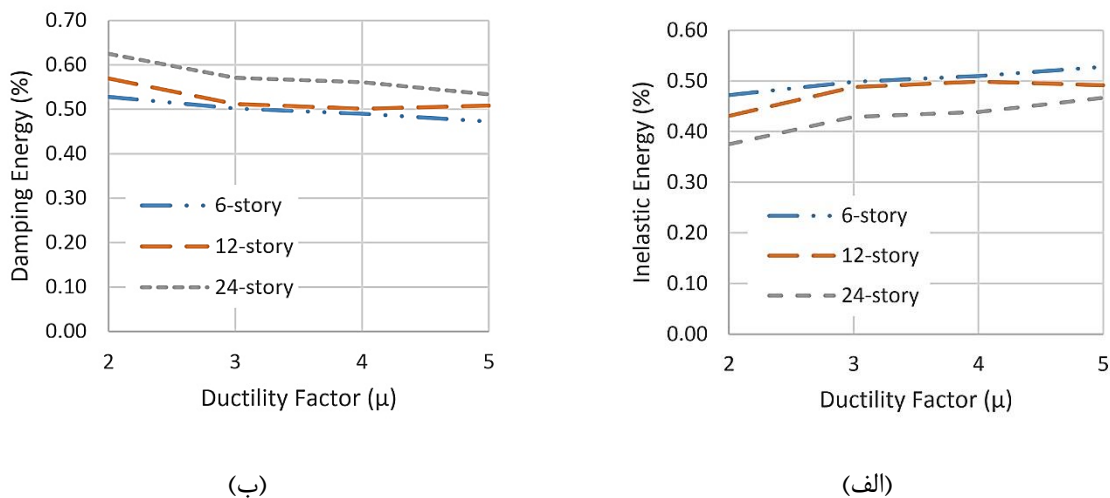 0.70
0.60
0.50
0.40
0.30
0.20
0.10
0.00
Damping Energy (%)
6-story
12-story
24-story
2 3 4 5
Ductility Factor (μ)
(ب)
0.60
0.50
0.40
0.30
0.20
0.10
0.00
Inelastic Energy (%)
6-story
12-story
24-story
2 3 4 5
Ductility Factor (μ)
(الف)